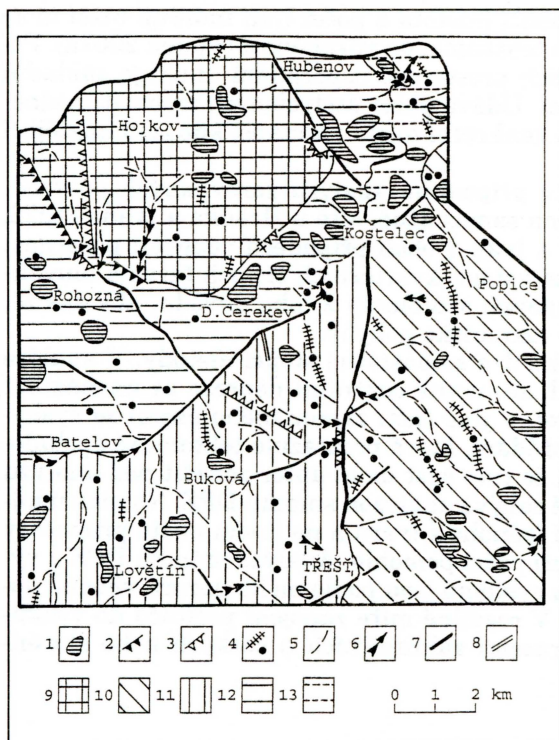 Hubenov
Hojkov
Kostelec
Popice
Rohozná
D.Cerekev
Batelov
Buková
Lovětín
TŘEŠŤ
1 2 3 4 5 6 7 8
9 10 11 12 13 0 1 2 km